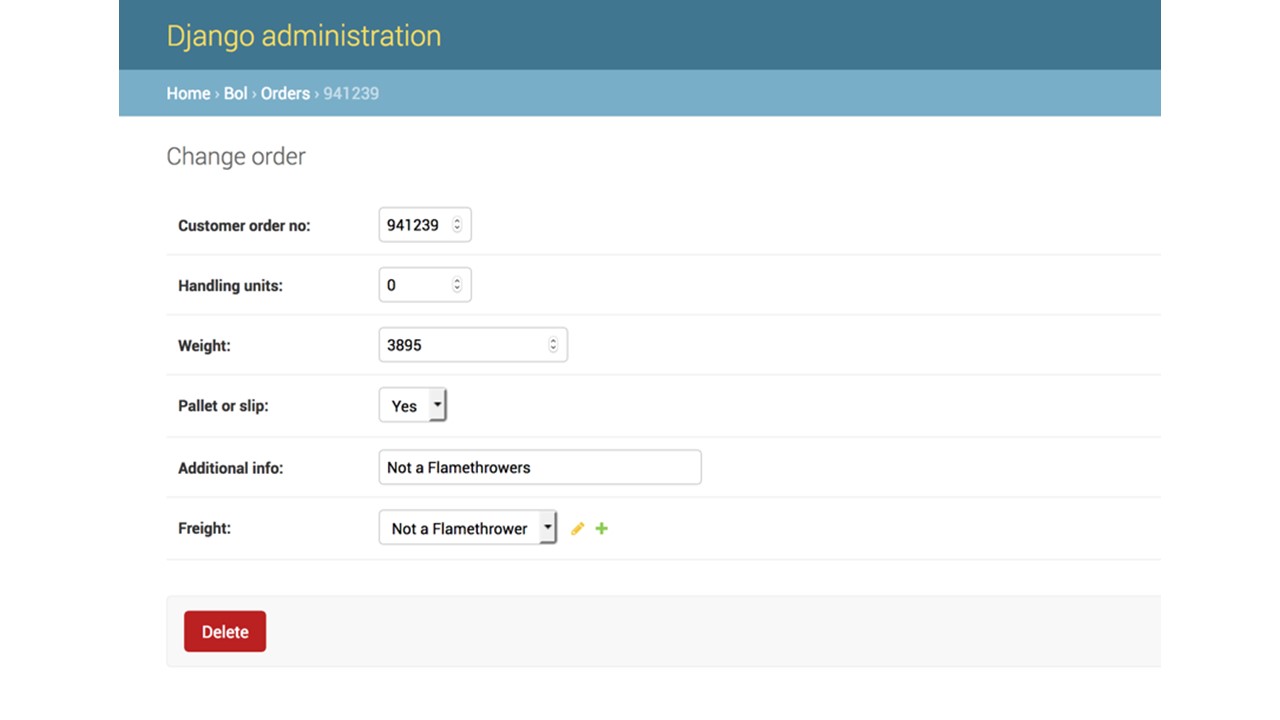 Django administration
Home › Bol › Orders › 941239
Change order
Customer order no: 941239
Handling units: 0
Weight: 3895
Pallet or slip: Yes
Additional info: Not a Flamethrowers
Freight: Not a Flamethrower
Delete